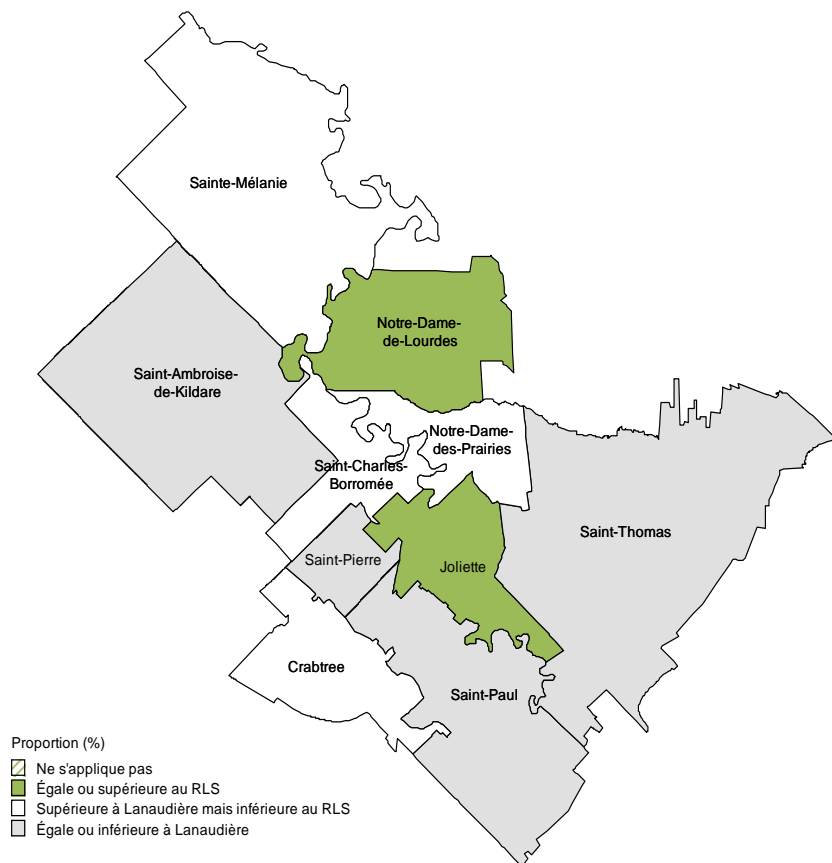 Sainte-Mélanie
Notre-Dame-
de-Lourdes
Saint-Ambroise-
de-Kildare
Notre-Dame-
des-Prairies
Saint-Charles-
Borromée
Saint-Thomas
Saint-Pierre
Joliette
Crabtree
Saint-Paul
Proportion (%)
Ne s'applique pas
Égale ou supérieure au RLS
Supérieure à Lanaudière mais inférieure au RLS
Égale ou inférieure à Lanaudière